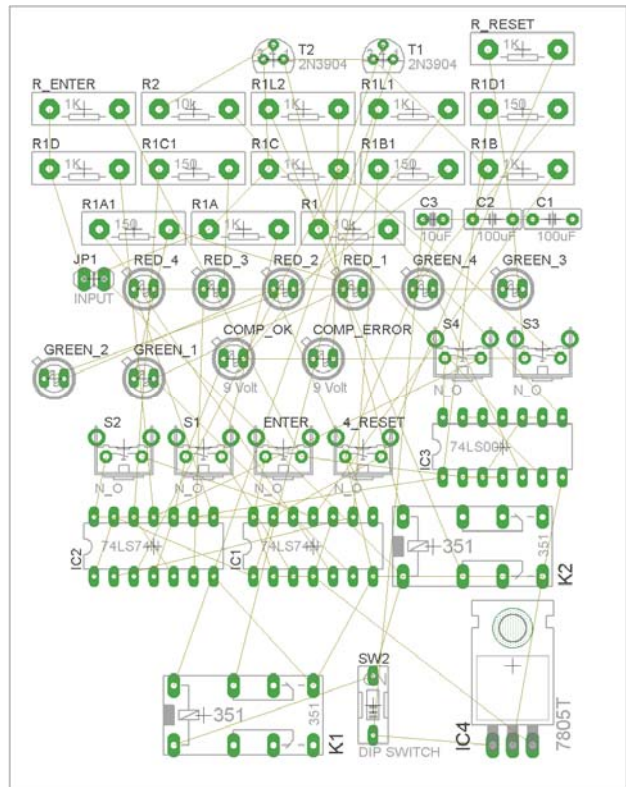 R_RESET
1K
T2
2N3904
T1
2N3904
R_ENTER
1K
R2
10k
R1L2
1K
R1L1
1K
R1D1
150
R1D
1K
R1C1
150
R1C
1K
R1B1
150
R1B
1K
R1A1
150
R1A
1K
R1
10k
C3
10uF
C2
100uF
C1
100uF
JP1
INPUT
RED_4
RED_3
RED_2
RED_1
GREEN_4
GREEN_3
GREEN_2
GREEN_1
COMP_OK
9 Volt
COMP_ERROR
9 Volt
S4
N_O
S3
N_O
S2
N_O
S1
N_O
ENTER
N_O
4_RESET
N_O
IC3
74LS00N
IC2
74LS74N
IC1
74LS74N
351
351
K2
351
351
K1
SW2
DIP SWITCH
IC4
7805T